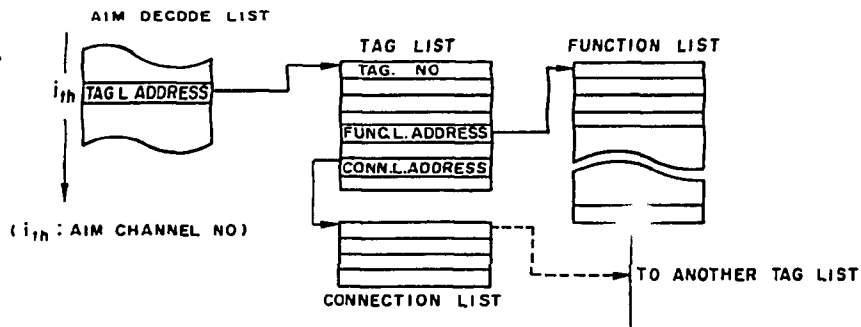 AIM DECODE LIST
TAG LIST
FUNCTION LIST
TAG. NO
ith
TAG L. ADDRESS
FUNC.L. ADDRESS
CONN.L. ADDRESS
(ith : AIM CHANNEL NO)
TO ANOTHER TAG LIST
CONNECTION LIST